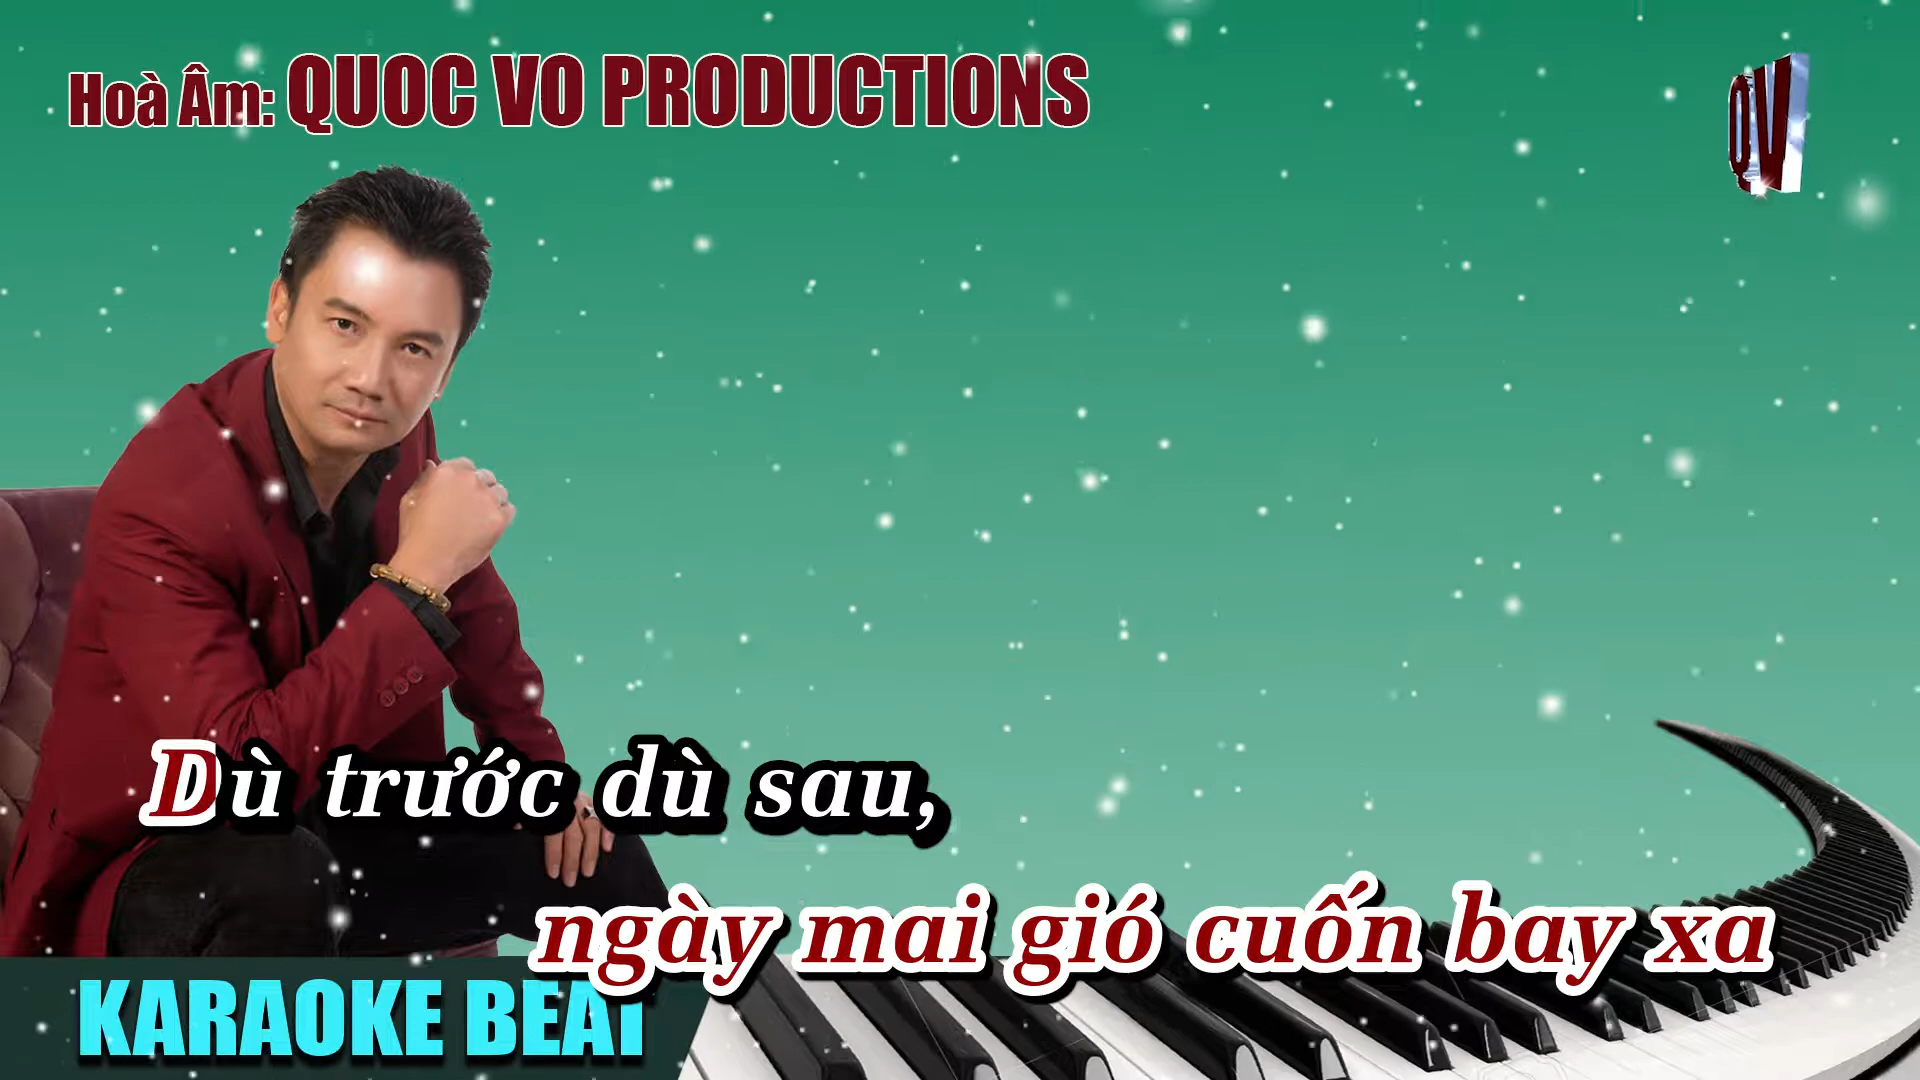 Hoà Âm: QUOC VO PRODUCTIONS
QV
Dù trước dù sau,
ngày mai gió cuốn bay xa
KARAOKE BEAT